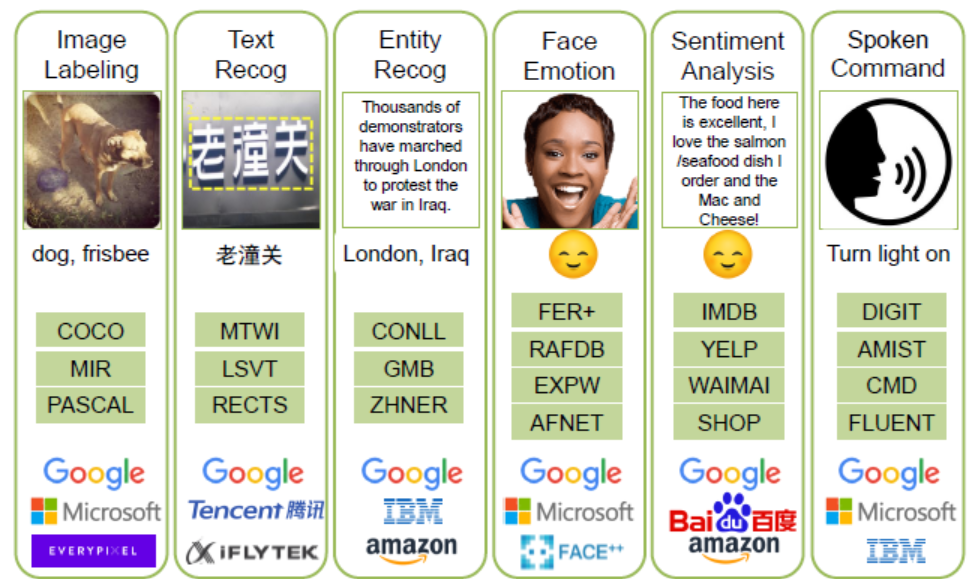 Image
Labeling
dog, frisbee
COCO
MIR
PASCAL
Google
Microsoft
EVERYPIXEL
Text
Recog
老潼关
老潼关
MTWI
LSVT
RECTS
Google
Tencent 腾讯
iFLYTEK
Entity
Recog
Thousands of
demonstrators
have marched
through London
to protest the
war in Iraq.
London, Iraq
CONLL
GMB
ZHNER
Google
IBM
amazon
Face
Emotion
FER+
RAFDB
EXPW
AFNET
Google
Microsoft
FACE++
Sentiment
Analysis
The food here
is excellent, I
love the salmon
/seafood dish I
order and the
Mac and
Cheese!
IMDB
YELP
WAIMAI
SHOP
Google
Bai du 百度
amazon
Spoken
Command
Turn light on
DIGIT
AMIST
CMD
FLUENT
Google
Microsoft
IBM